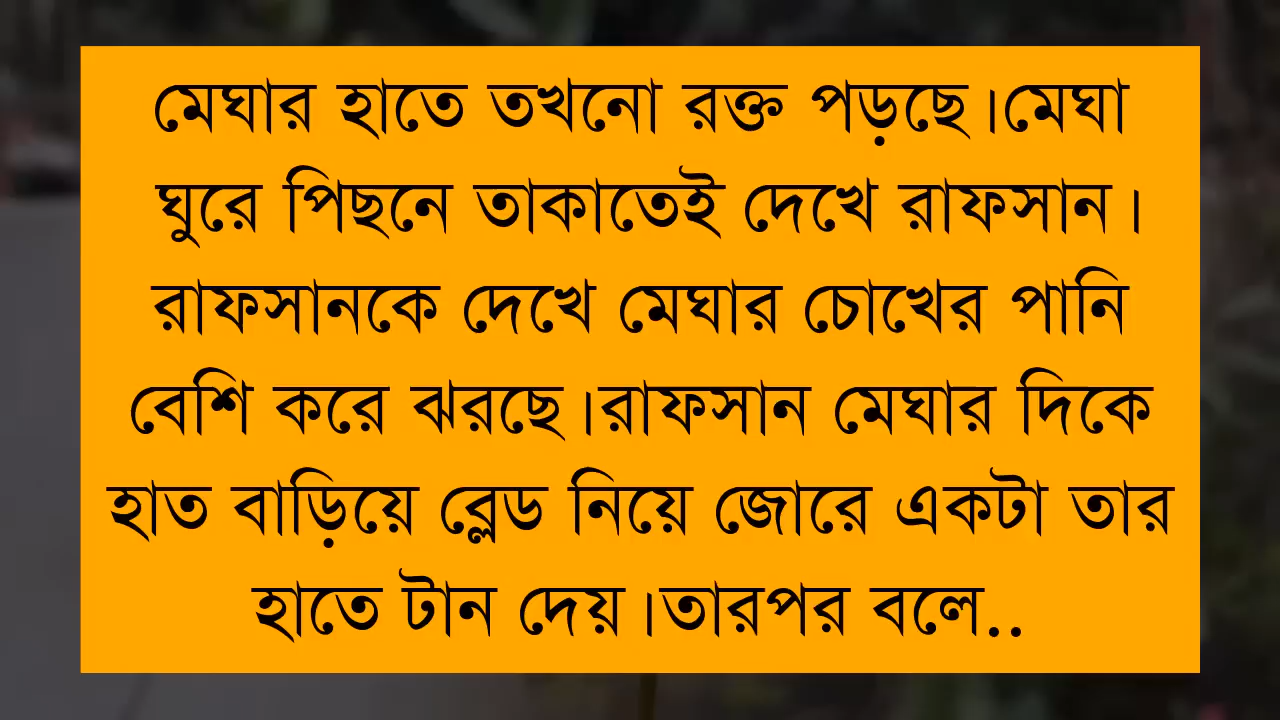 মেঘার হাতে তখনো রক্ত পড়ছে।মেঘা
ঘুরে পিছনে তাকাতেই দেখে রাফসান।
রাফসানকে দেখে মেঘার চোখের পানি
বেশি করে ঝরছে।রাফসান মেঘার দিকে
হাত বাড়িয়ে ব্লেড নিয়ে জোরে একটা তার
হাতে টান দেয়।তারপর বলে..